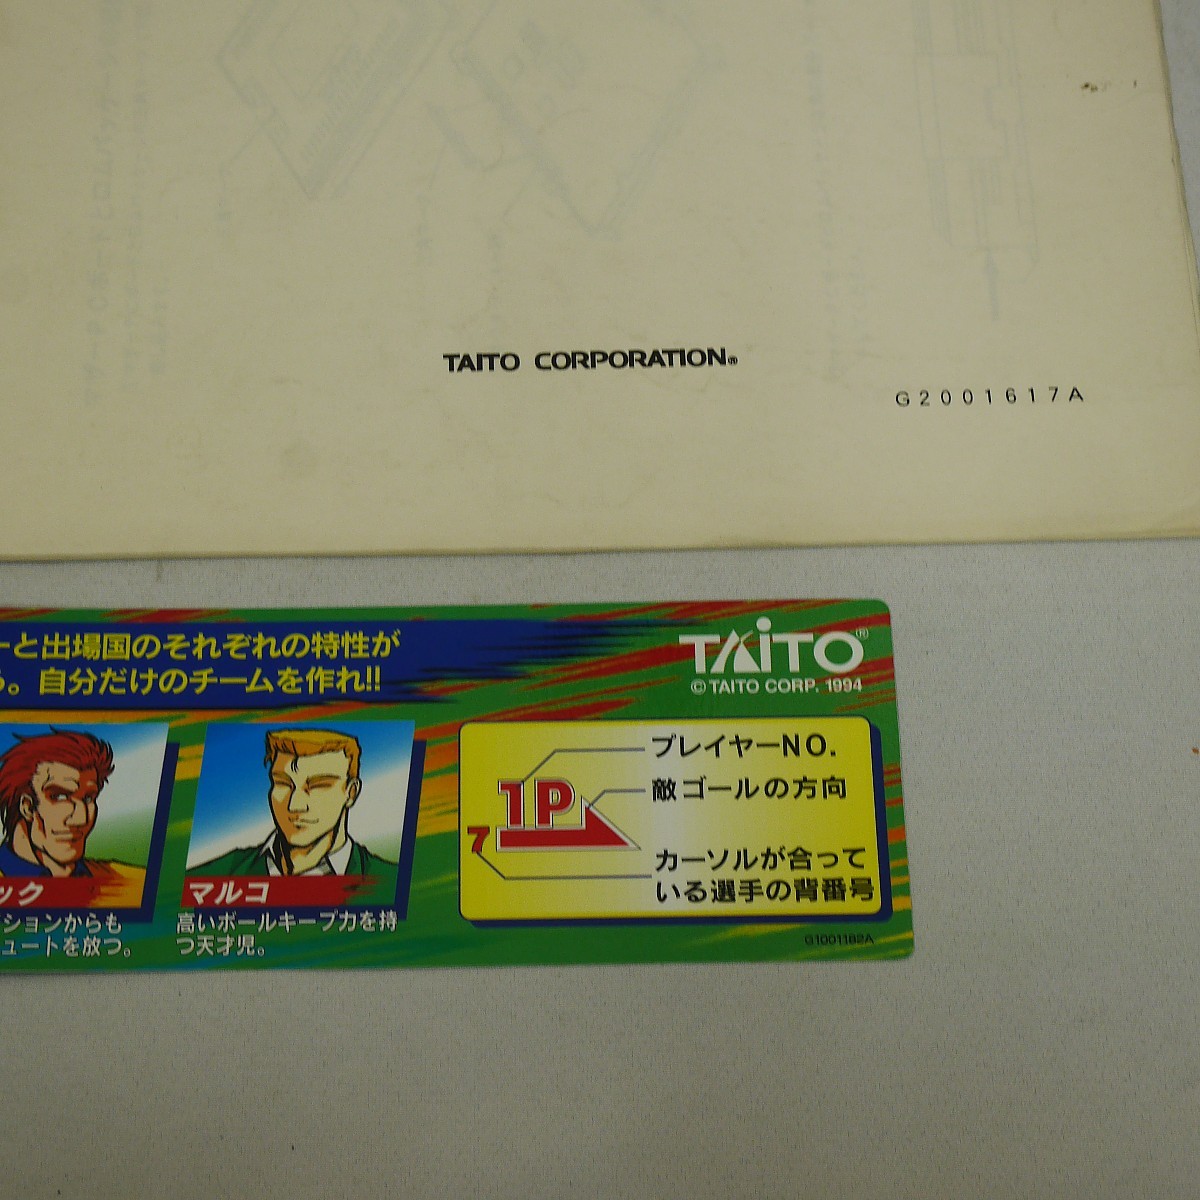 TAITO CORPORATION®
G2001617A
ーと出場国のそれぞれの特性が
。自分だけのチームを作れ!!
TAITO®
© TAITO CORP. 1994
プレイヤーNO.
1P
敵ゴールの方向
7
カーソルが合って
いる選手の背番号
ック
マルコ
ションからも
ュートを放つ。
高いボールキープ力を持
つ天才児。
G1001182A